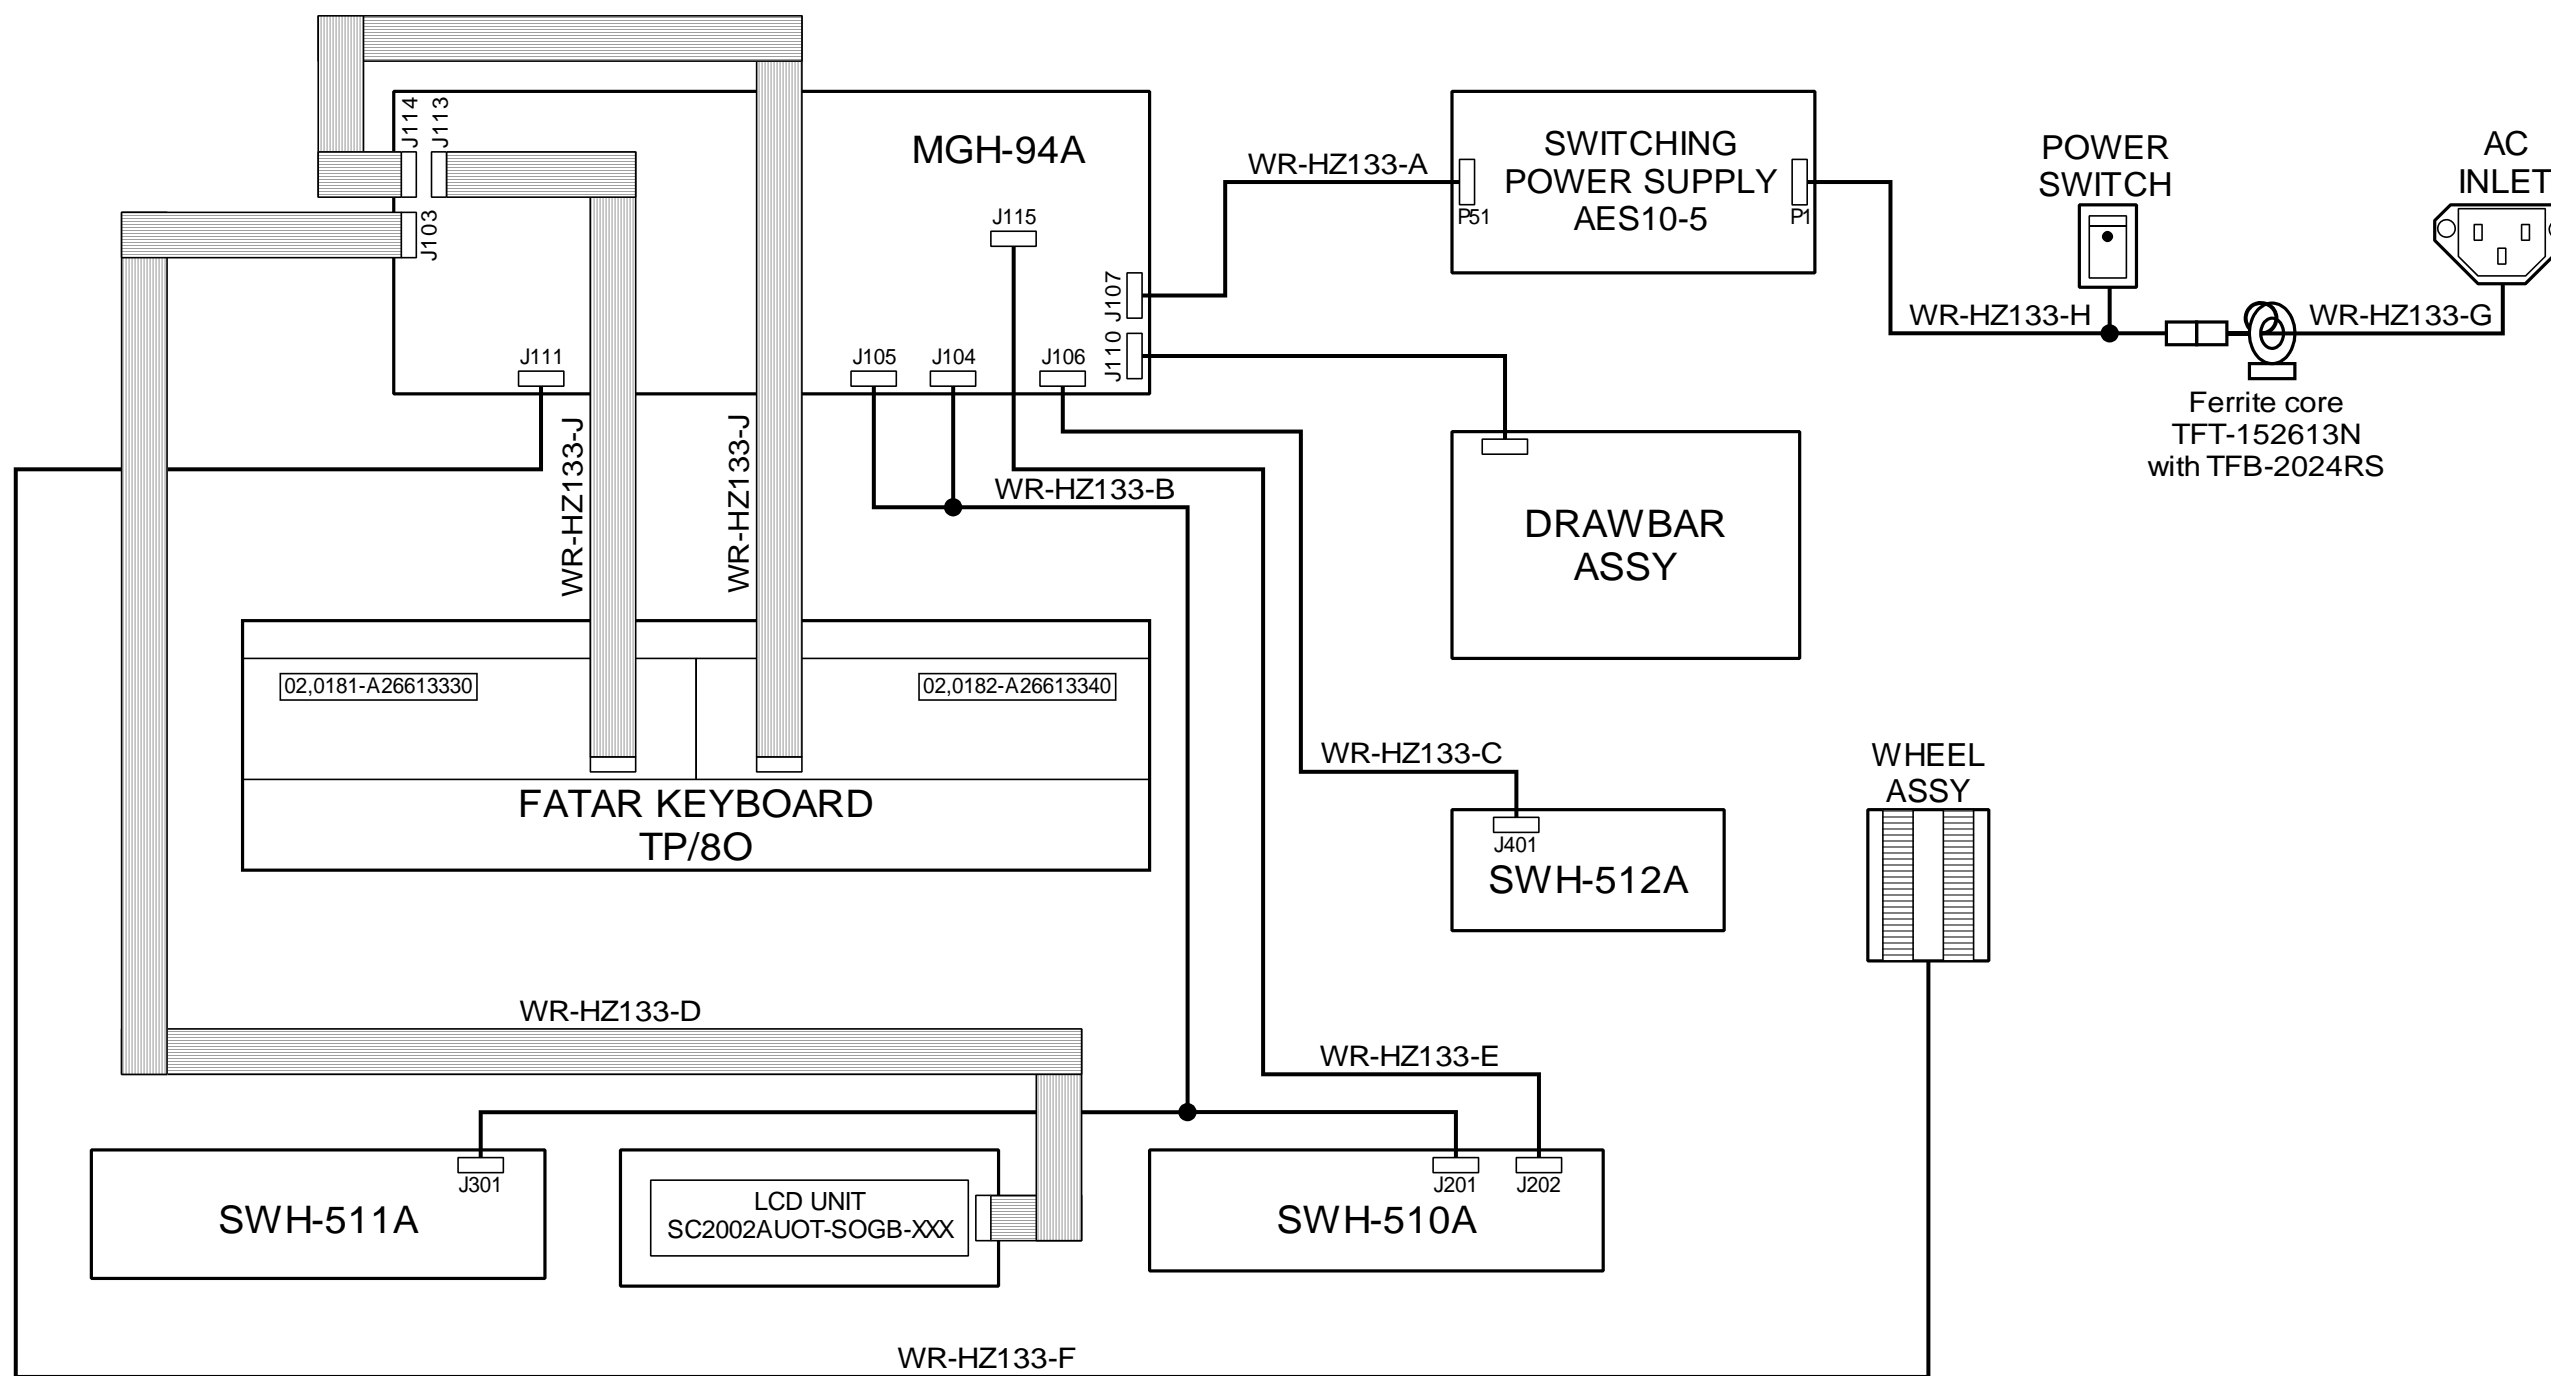 J114
J113
MGH-94A
J103
J115
J107
J110
J111
J105
J104
J106
WR-HZ133-A
SWITCHING
POWER SUPPLY
AES10-5
P51
P1
POWER
SWITCH
AC
INLET
WR-HZ133-H
WR-HZ133-G
Ferrite core
TFT-152613N
with TFB-2024RS
WR-HZ133-J
WR-HZ133-J
WR-HZ133-B
DRAWBAR
ASSY
02,0181-A26613330
02,0182-A26613340
FATAR KEYBOARD
TP/8O
WR-HZ133-C
J401
SWH-512A
WHEEL
ASSY
WR-HZ133-D
WR-HZ133-E
J301
SWH-511A
LCD UNIT
SC2002AUOT-SOGB-XXX
J201
J202
SWH-510A
WR-HZ133-F